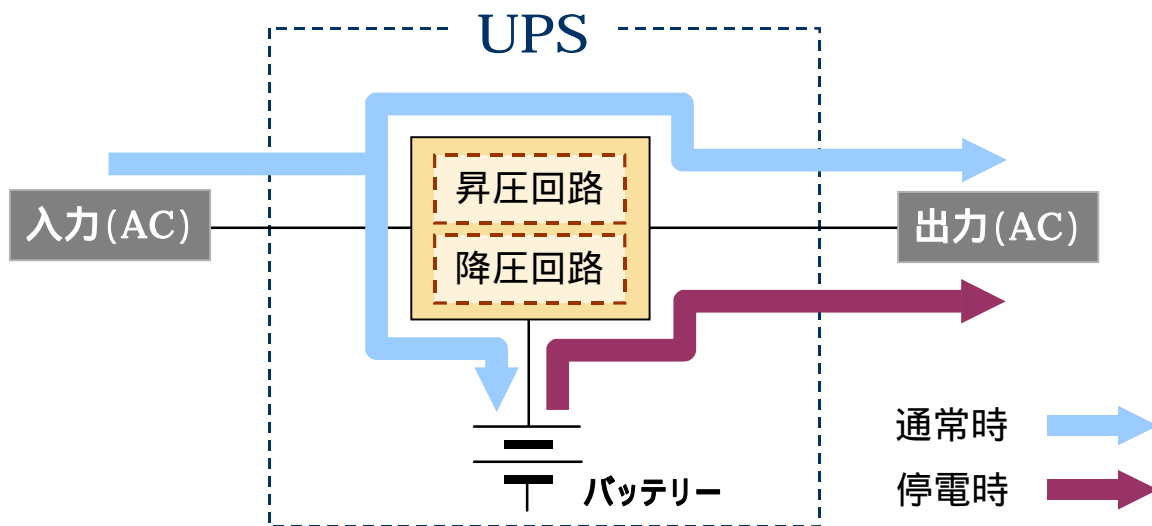 UPS
昇圧回路
入力(AC)
出力(AC)
降圧回路
通常時
停電時
バッテリー